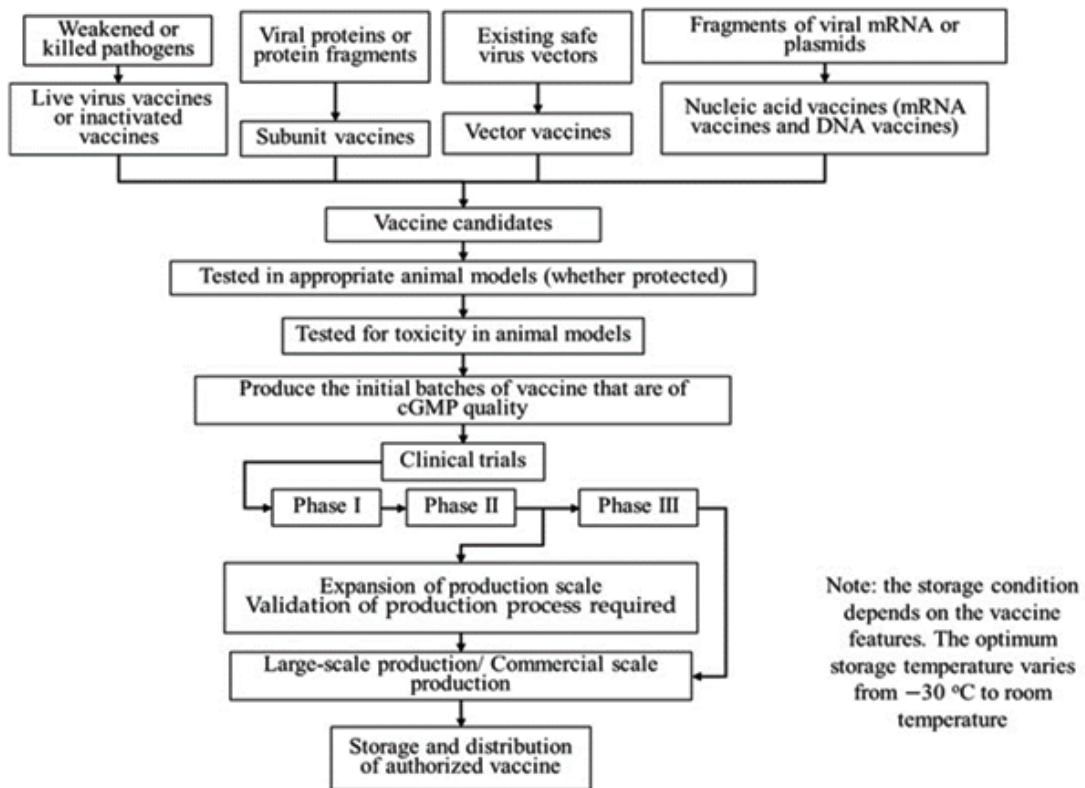 Weakened or
killed pathogens
Viral proteins or
protein fragments
Existing safe
virus vectors
Fragments of viral mRNA or
plasmids
Live virus vaccines
or inactivated
vaccines
Subunit vaccines
Vector vaccines
Nucleic acid vaccines (mRNA
vaccines and DNA vaccines)
Vaccine candidates
Tested in appropriate animal models (whether protected)
Tested for toxicity in animal models
Produce the initial batches of vaccine that are of
cGMP quality
Clinical trials
Phase I
Phase II
Phase III
Expansion of production scale
Validation of production process required
Large-scale production/ Commercial scale
production
Storage and distribution
of authorized vaccine
Note: the storage condition
depends on the vaccine
features. The optimum
storage temperature varies
from −30 °C to room
temperature